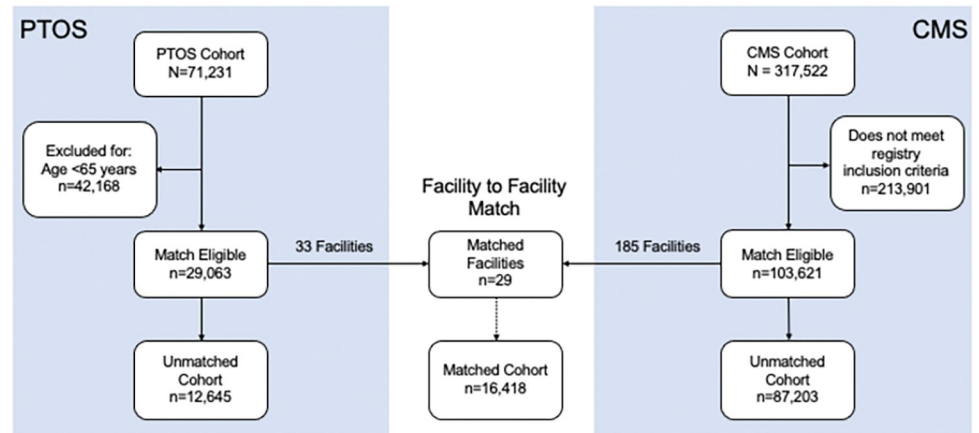 PTOS
CMS
PTOS Cohort
N=71,231
CMS Cohort
N = 317,522
Excluded for:
Age <65 years
n=42,168
Does not meet
registry
inclusion criteria
n=213,901
Facility to Facility
Match
Match Eligible
n=29,063
33 Facilities
Matched
Facilities
n=29
185 Facilities
Match Eligible
n=103,621
Unmatched
Cohort
n=12,645
Matched Cohort
n=16,418
Unmatched
Cohort
n=87,203